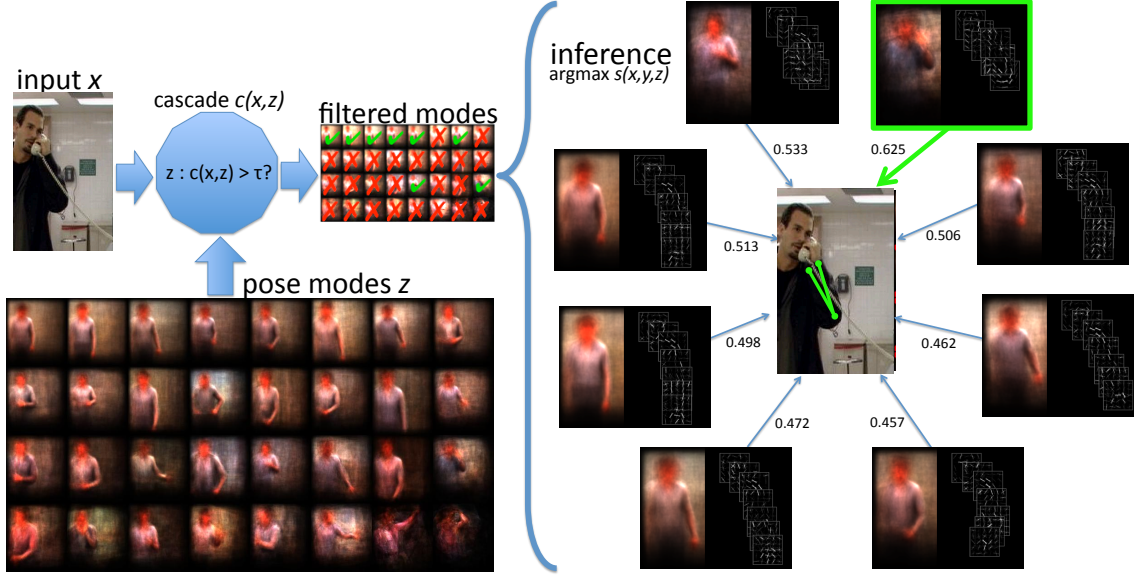 input x
cascade c(x,z)
z : c(x,z) > τ?
filtered modes
pose modes z
inference
argmax s(x,y,z)
0.533
0.625
0.513
0.506
0.498
0.462
0.472
0.457